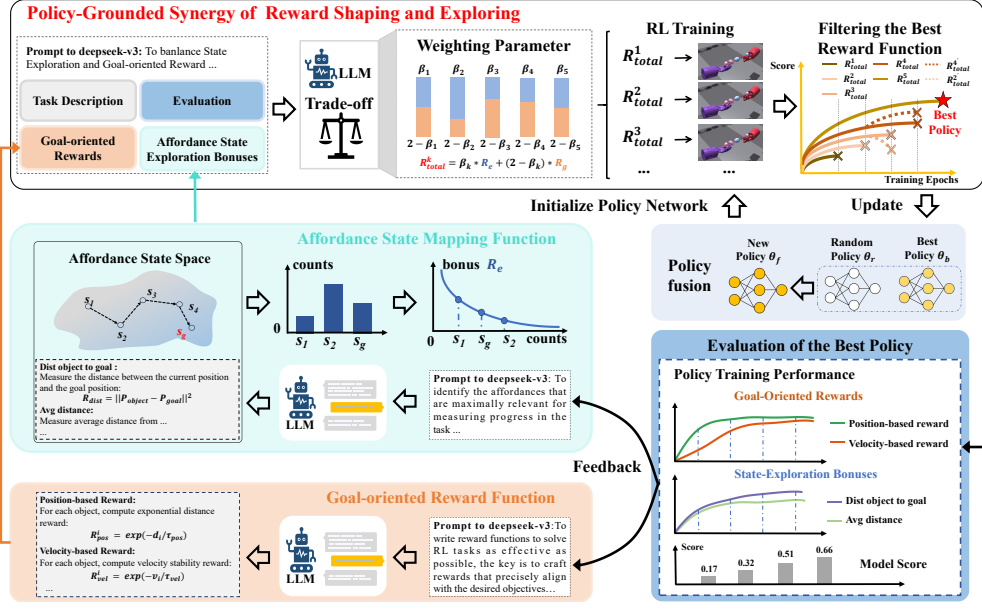 Policy-Grounded Synergy of Reward Shaping and Exploring
Prompt to deepseek-v3: To banlance State
Exploration and Goal-oriented Reward ...
Task Description
Evaluation
Goal-oriented
Rewards
Affordance State
Exploration Bonuses
LLM
Trade-off
Weighting Parameter
β1 β2 β3 β4 β5
2 − β1 2 − β2 2 − β3 2 − β4 2 − β5
R^k_total = βk * Re + (2 − βk) * Rg
RL Training
R^1_total
R^2_total
R^3_total
...
...
Filtering the Best
Reward Function
Score
R^1_total R^4_total R^4'_total
R^2_total R^5_total R^2'_total
R^3_total
Best
Policy
Training Epochs
Initialize Policy Network
Update
Affordance State Mapping Function
Affordance State Space
s1
s2
s3
s4
sg
counts
0
s1 s2 sg
bonus Re
0
s1 sg s2
counts
Dist object to goal :
Measure the distance between the current position
and the goal position:
Rdist = ||Pobject − Pgoal||²
Avg distance:
Measure average distance from ...
...
LLM
Prompt to deepseek-v3: To
identify the affordances that
are maximally relevant for
measuring progress in the
task ...
Policy
fusion
New
Policy θf
Random
Policy θr
Best
Policy θb
Evaluation of the Best Policy
Policy Training Performance
Goal-Oriented Rewards
Position-based reward
Velocity-based reward
State-Exploration Bonuses
Dist object to goal
Avg distance
Score
0.17
0.32
0.51
0.66
Model Score
Feedback
Goal-oriented Reward Function
Position-based Reward:
For each object, compute exponential distance
reward:
R^i_pos = exp(−di/τpos)
Velocity-based Reward:
For each object, compute velocity stability reward:
R^i_vel = exp(−vi/τvel)
...
LLM
Prompt to deepseek-v3:To
write reward functions to solve
RL tasks as effective as
possible, the key is to craft
rewards that precisely align
with the desired objectives...